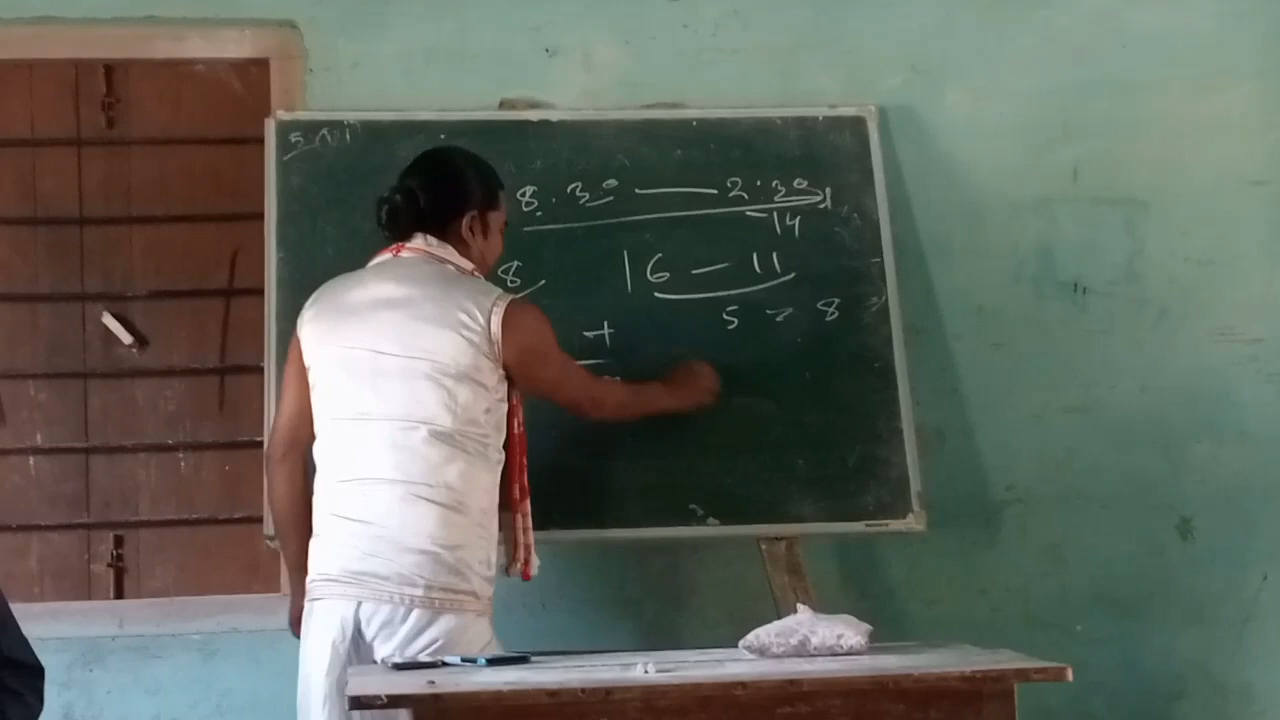 8.30 — 2:30
14
8 16 — 11
5 = 8
+